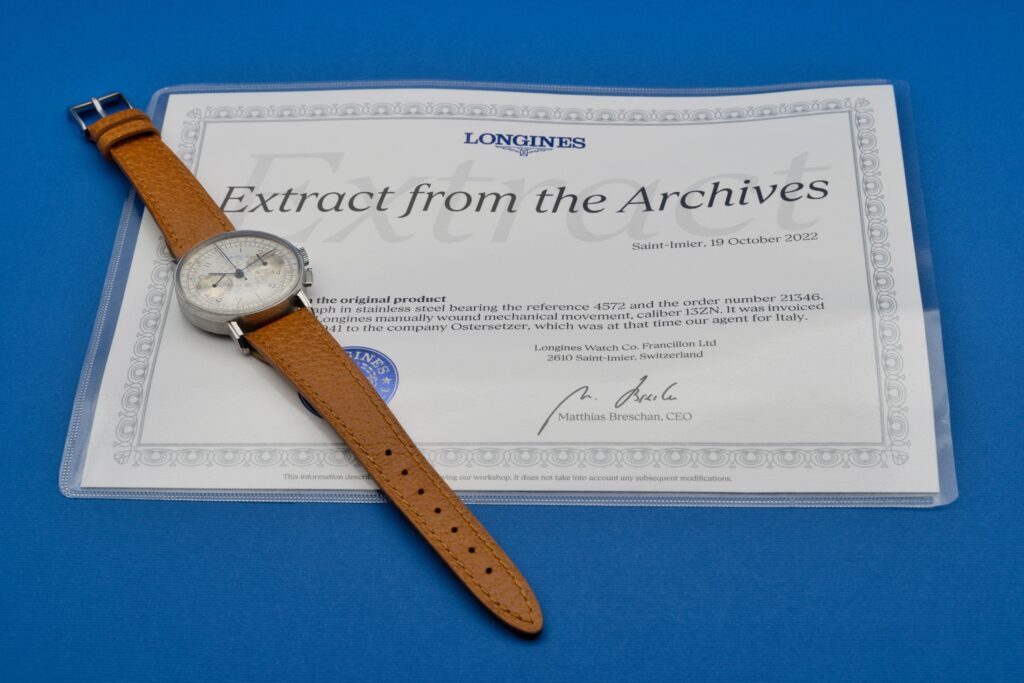 LONGINES
Extract
Extract from the Archives
Saint-Imier, 19 October 2022
the original product
in stainless steel bearing the reference 4572 and the order number 21346.
Longines manually wound mechanical movement, caliber 13ZN. It was invoiced
to the company Ostersetzer, which was at that time our agent for Italy.
Longines Watch Co. Francillon Ltd
2610 Saint-Imier, Switzerland
Matthias Breschan, CEO
This information our workshop. It does not take into account any subsequent modifications.